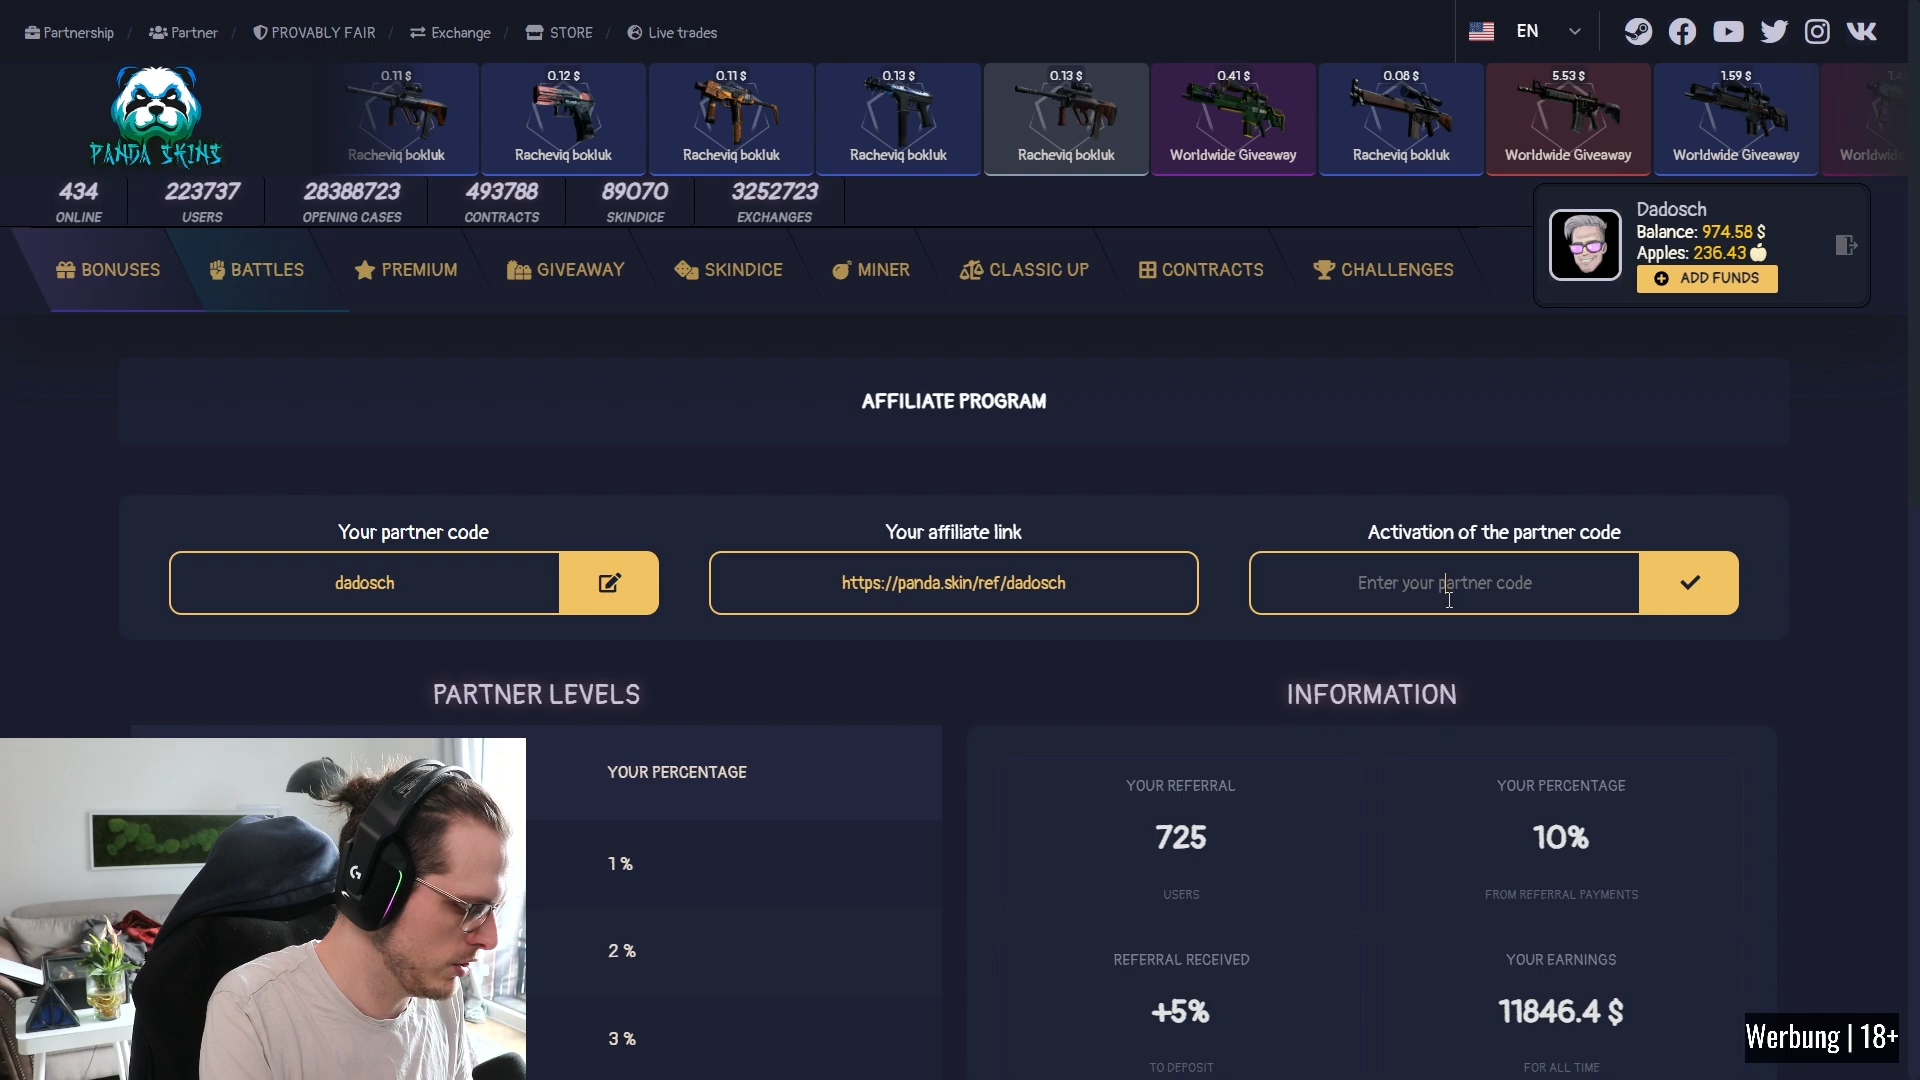 Partnership / Partner / PROVABLY FAIR / Exchange / STORE / Live trades
EN
PANDA SKINS
0.11 $ 0.12 $ 0.11 $ 0.13 $ 0.13 $ 0.41 $ 0.08 $ 5.53 $ 1.59 $
Racheviq bokluk Racheviq bokluk Racheviq bokluk Racheviq bokluk Racheviq bokluk Worldwide Giveaway Racheviq bokluk Worldwide Giveaway Worldwide Giveaway
434 223737 28388723 493788 89070 3252723
ONLINE USERS OPENING CASES CONTRACTS SKINDICE EXCHANGES
Dadosch
Balance: 974.58 $
Apples: 236.43
ADD FUNDS
BONUSES BATTLES PREMIUM GIVEAWAY SKINDICE MINER CLASSIC UP CONTRACTS CHALLENGES
AFFILIATE PROGRAM
Your partner code Your affiliate link Activation of the partner code
dadosch https://panda.skin/ref/dadosch Enter your partner code
PARTNER LEVELS
YOUR PERCENTAGE
1 %
2 %
3 %
INFORMATION
YOUR REFERRAL YOUR PERCENTAGE
725 10%
USERS FROM REFERRAL PAYMENTS
REFERRAL RECEIVED YOUR EARNINGS
+5% 11846.4 $
TO DEPOSIT FOR ALL TIME
G
Werbung | 18+